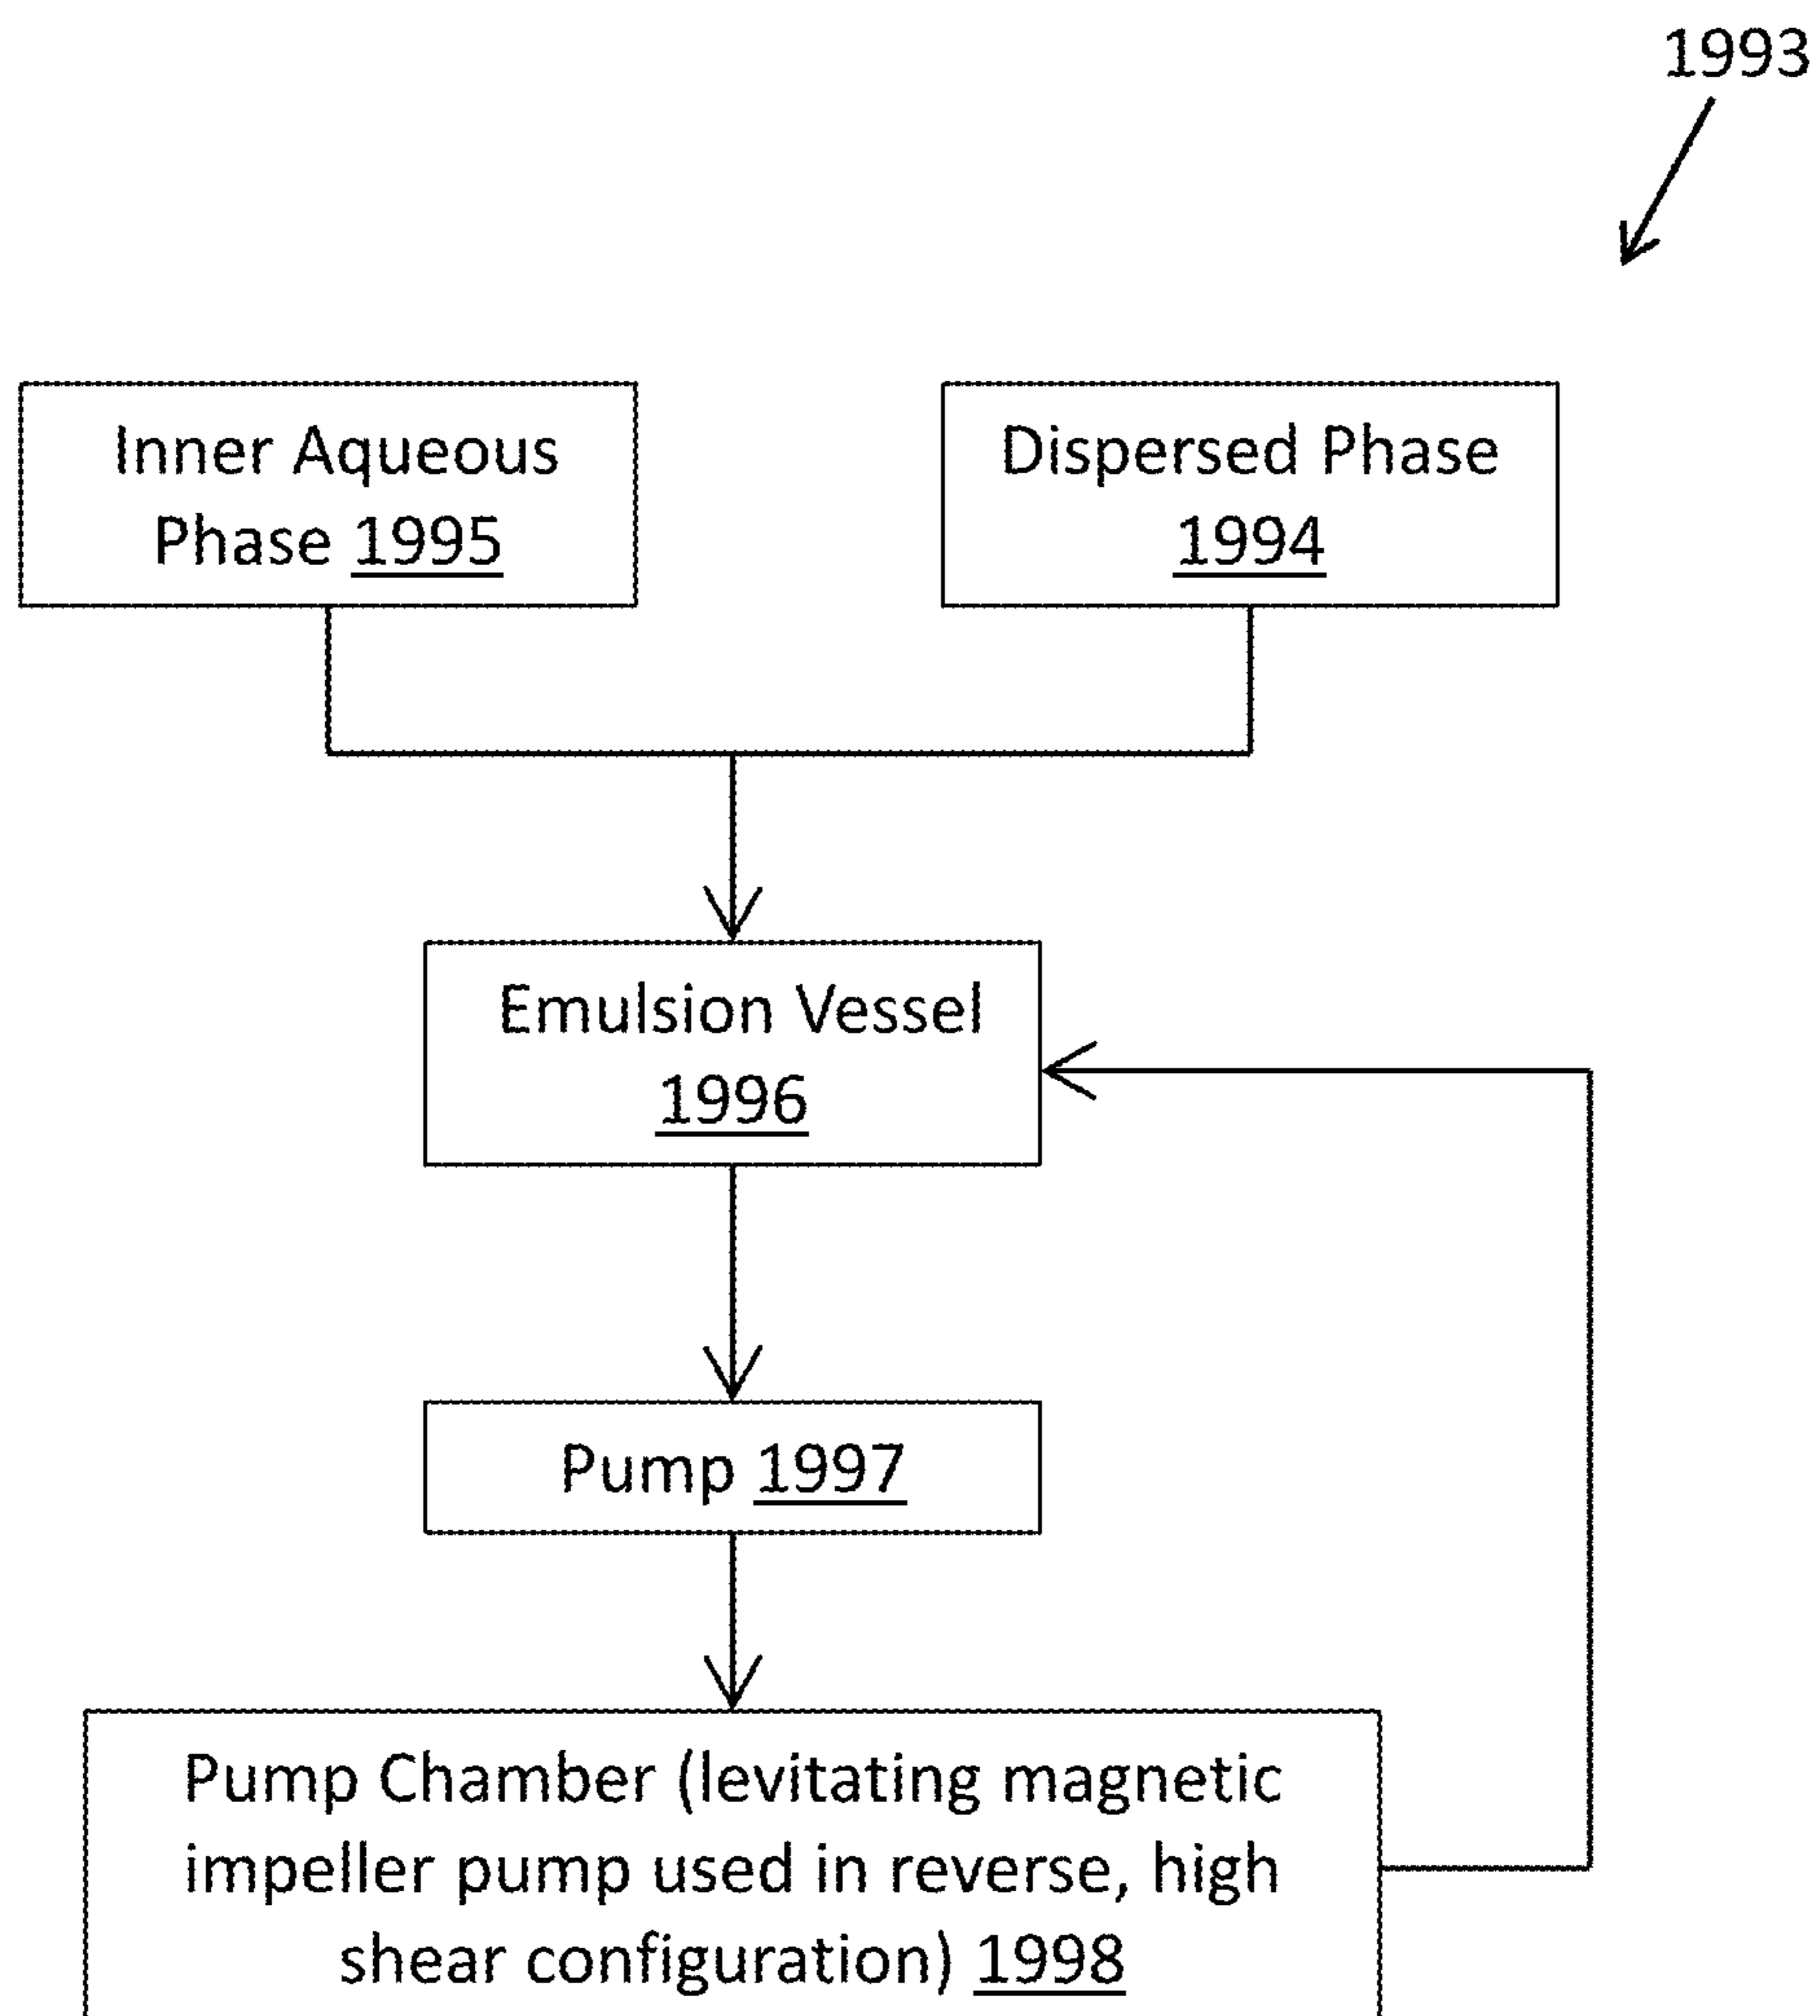 1993
Inner Aqueous
Phase 1995
Dispersed Phase
1994
Emulsion Vessel
1996
Pump 1997
Pump Chamber (levitating magnetic
impeller pump used in reverse, high
shear configuration) 1998